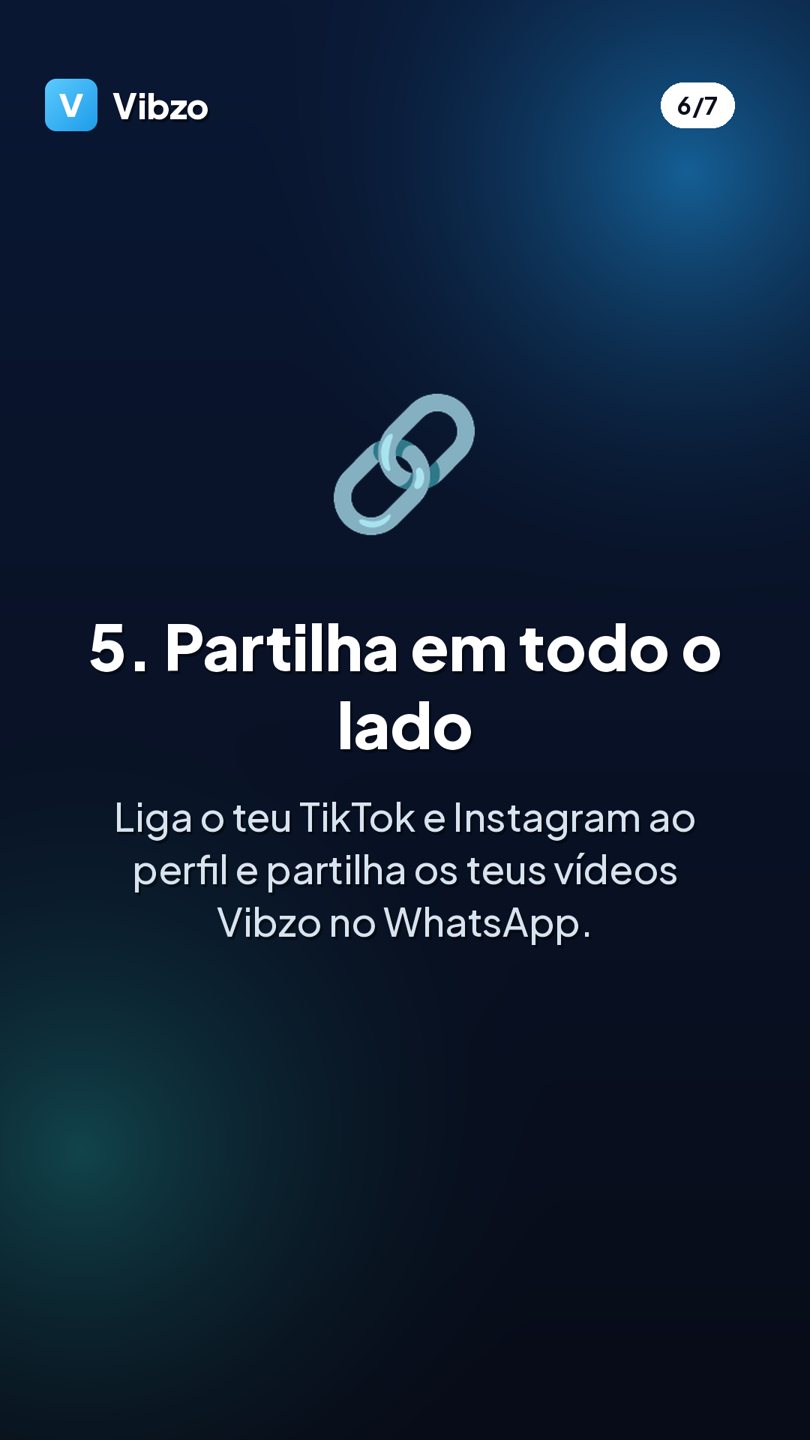 V Vibzo
6/7
5. Partilha em todo o
lado
Liga o teu TikTok e Instagram ao
perfil e partilha os teus vídeos
Vibzo no WhatsApp.